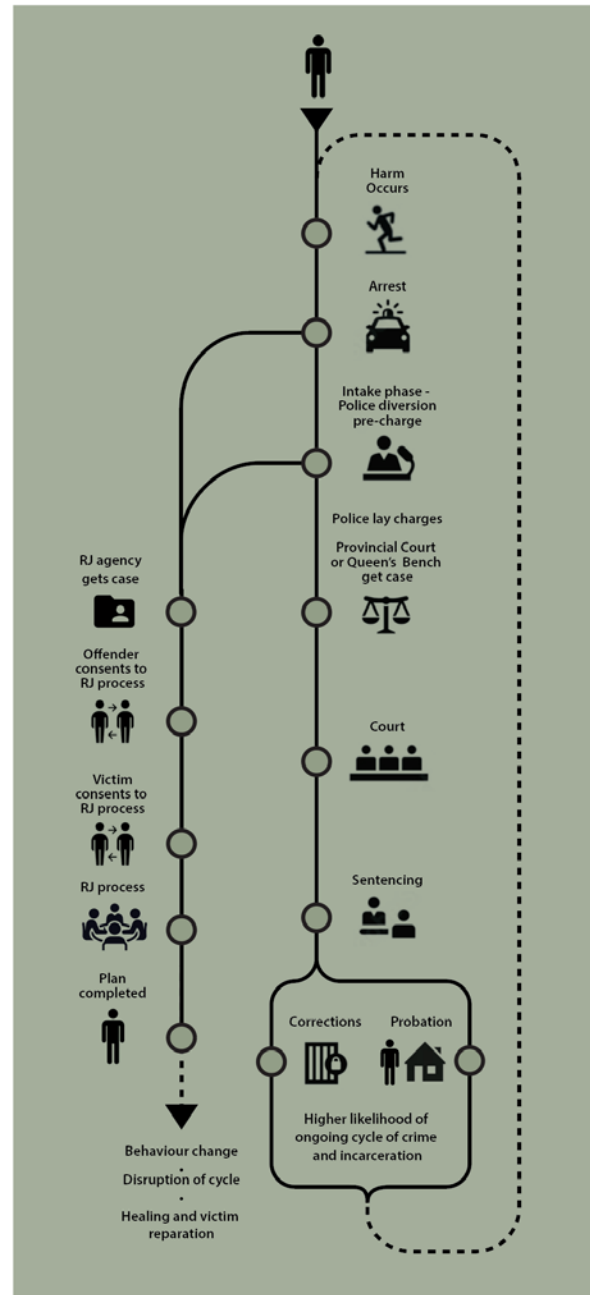 Harm
Occurs
Arrest
Intake phase -
Police diversion
pre-charge
Police lay charges
Provincial Court
or Queen's Bench
get case
Court
Sentencing
Corrections
Probation
Higher likelihood of
ongoing cycle of crime
and incarceration
RJ agency
gets case
Offender
consents to
RJ process
Victim
consents to
RJ process
RJ process
Plan
completed
Behaviour change
Disruption of cycle
Healing and victim
reparation